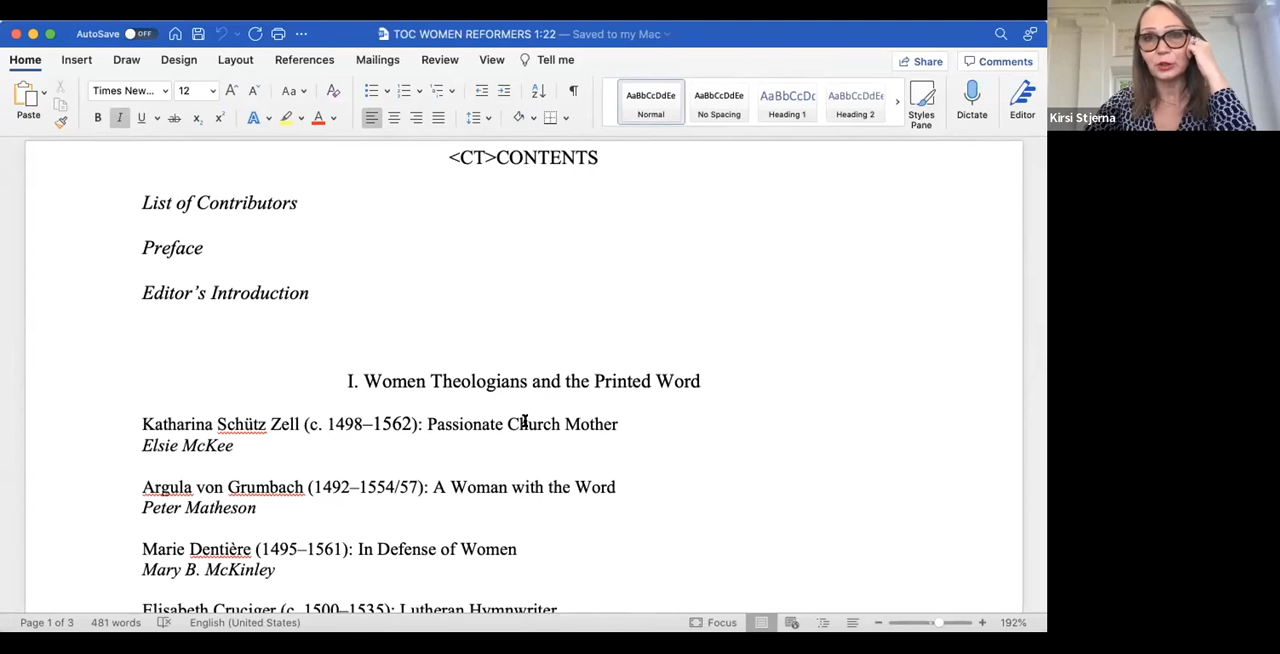 AutoSave OFF
TOC WOMEN REFORMERS 1:22 — Saved to my Mac
Home Insert Draw Design Layout References Mailings Review View Tell me Share Comments
Paste
Times New... 12 Aa
AaBbCcDdEe AaBbCcDdEe AaBbCcDc AaBbCcDdEe
Normal No Spacing Heading 1 Heading 2
Styles Pane Dictate Editor
Kirsi Stjerna
<CT>CONTENTS
List of Contributors
Preface
Editor’s Introduction
I. Women Theologians and the Printed Word
Katharina Schütz Zell (c. 1498–1562): Passionate Church Mother
Elsie McKee
Argula von Grumbach (1492–1554/57): A Woman with the Word
Peter Matheson
Marie Dentière (1495–1561): In Defense of Women
Mary B. McKinley
Elisabeth Cruciger (c. 1500–1535): Lutheran Hymnwriter
Page 1 of 3 481 words English (United States) Focus 192%